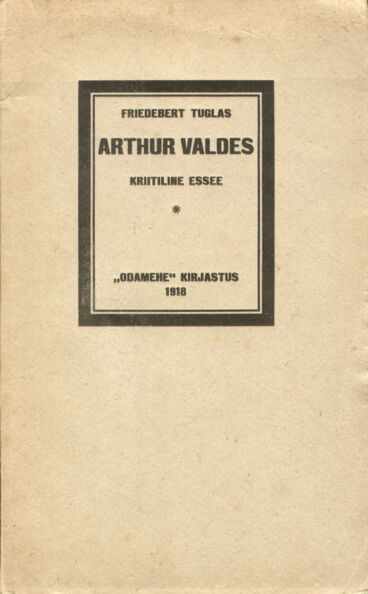 FRIEDEBERT TUGLAS
ARTHUR VALDES
KRIITILINE ESSEE
*
„ODAMEHE“ KIRJASTUS
1918